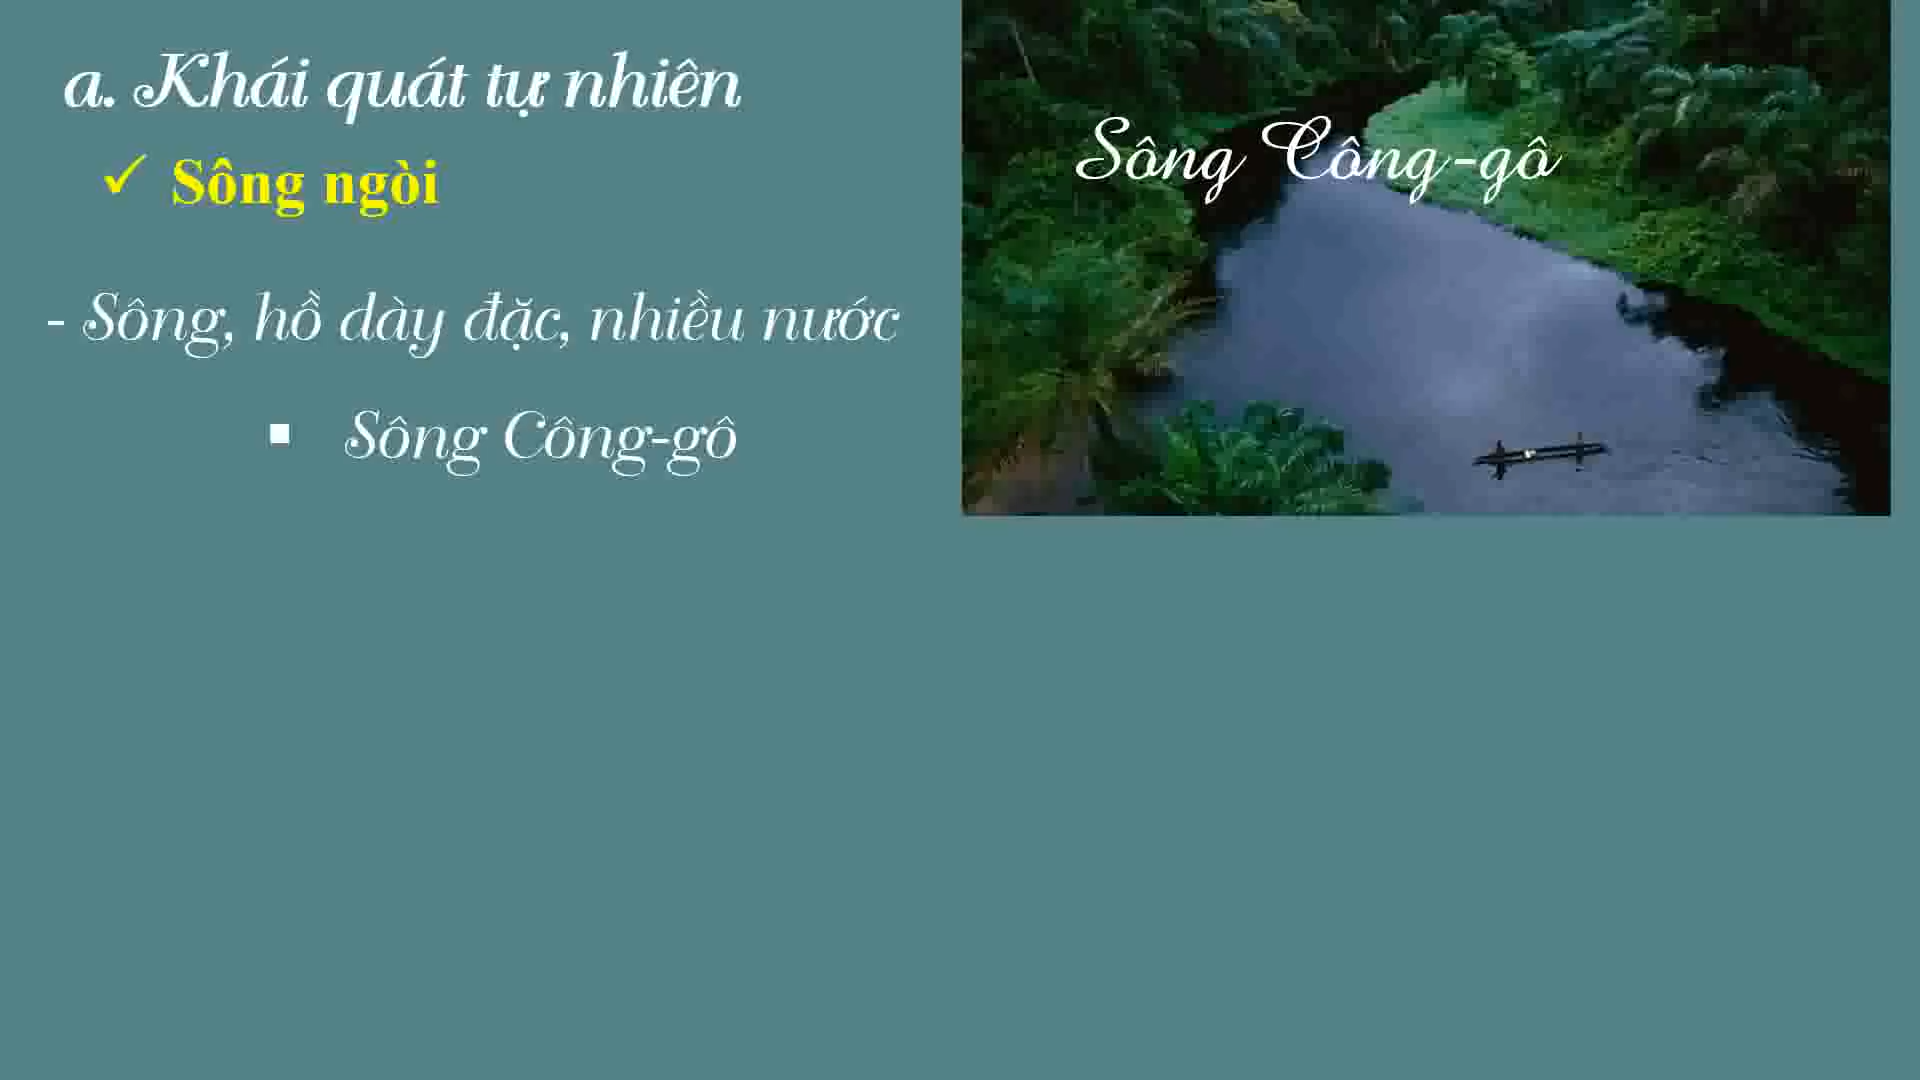 a. Khái quát tự nhiên
✓ Sông ngòi
- Sông, hồ dày đặc, nhiều nước
▪ Sông Công-gô
Sông Công-gô